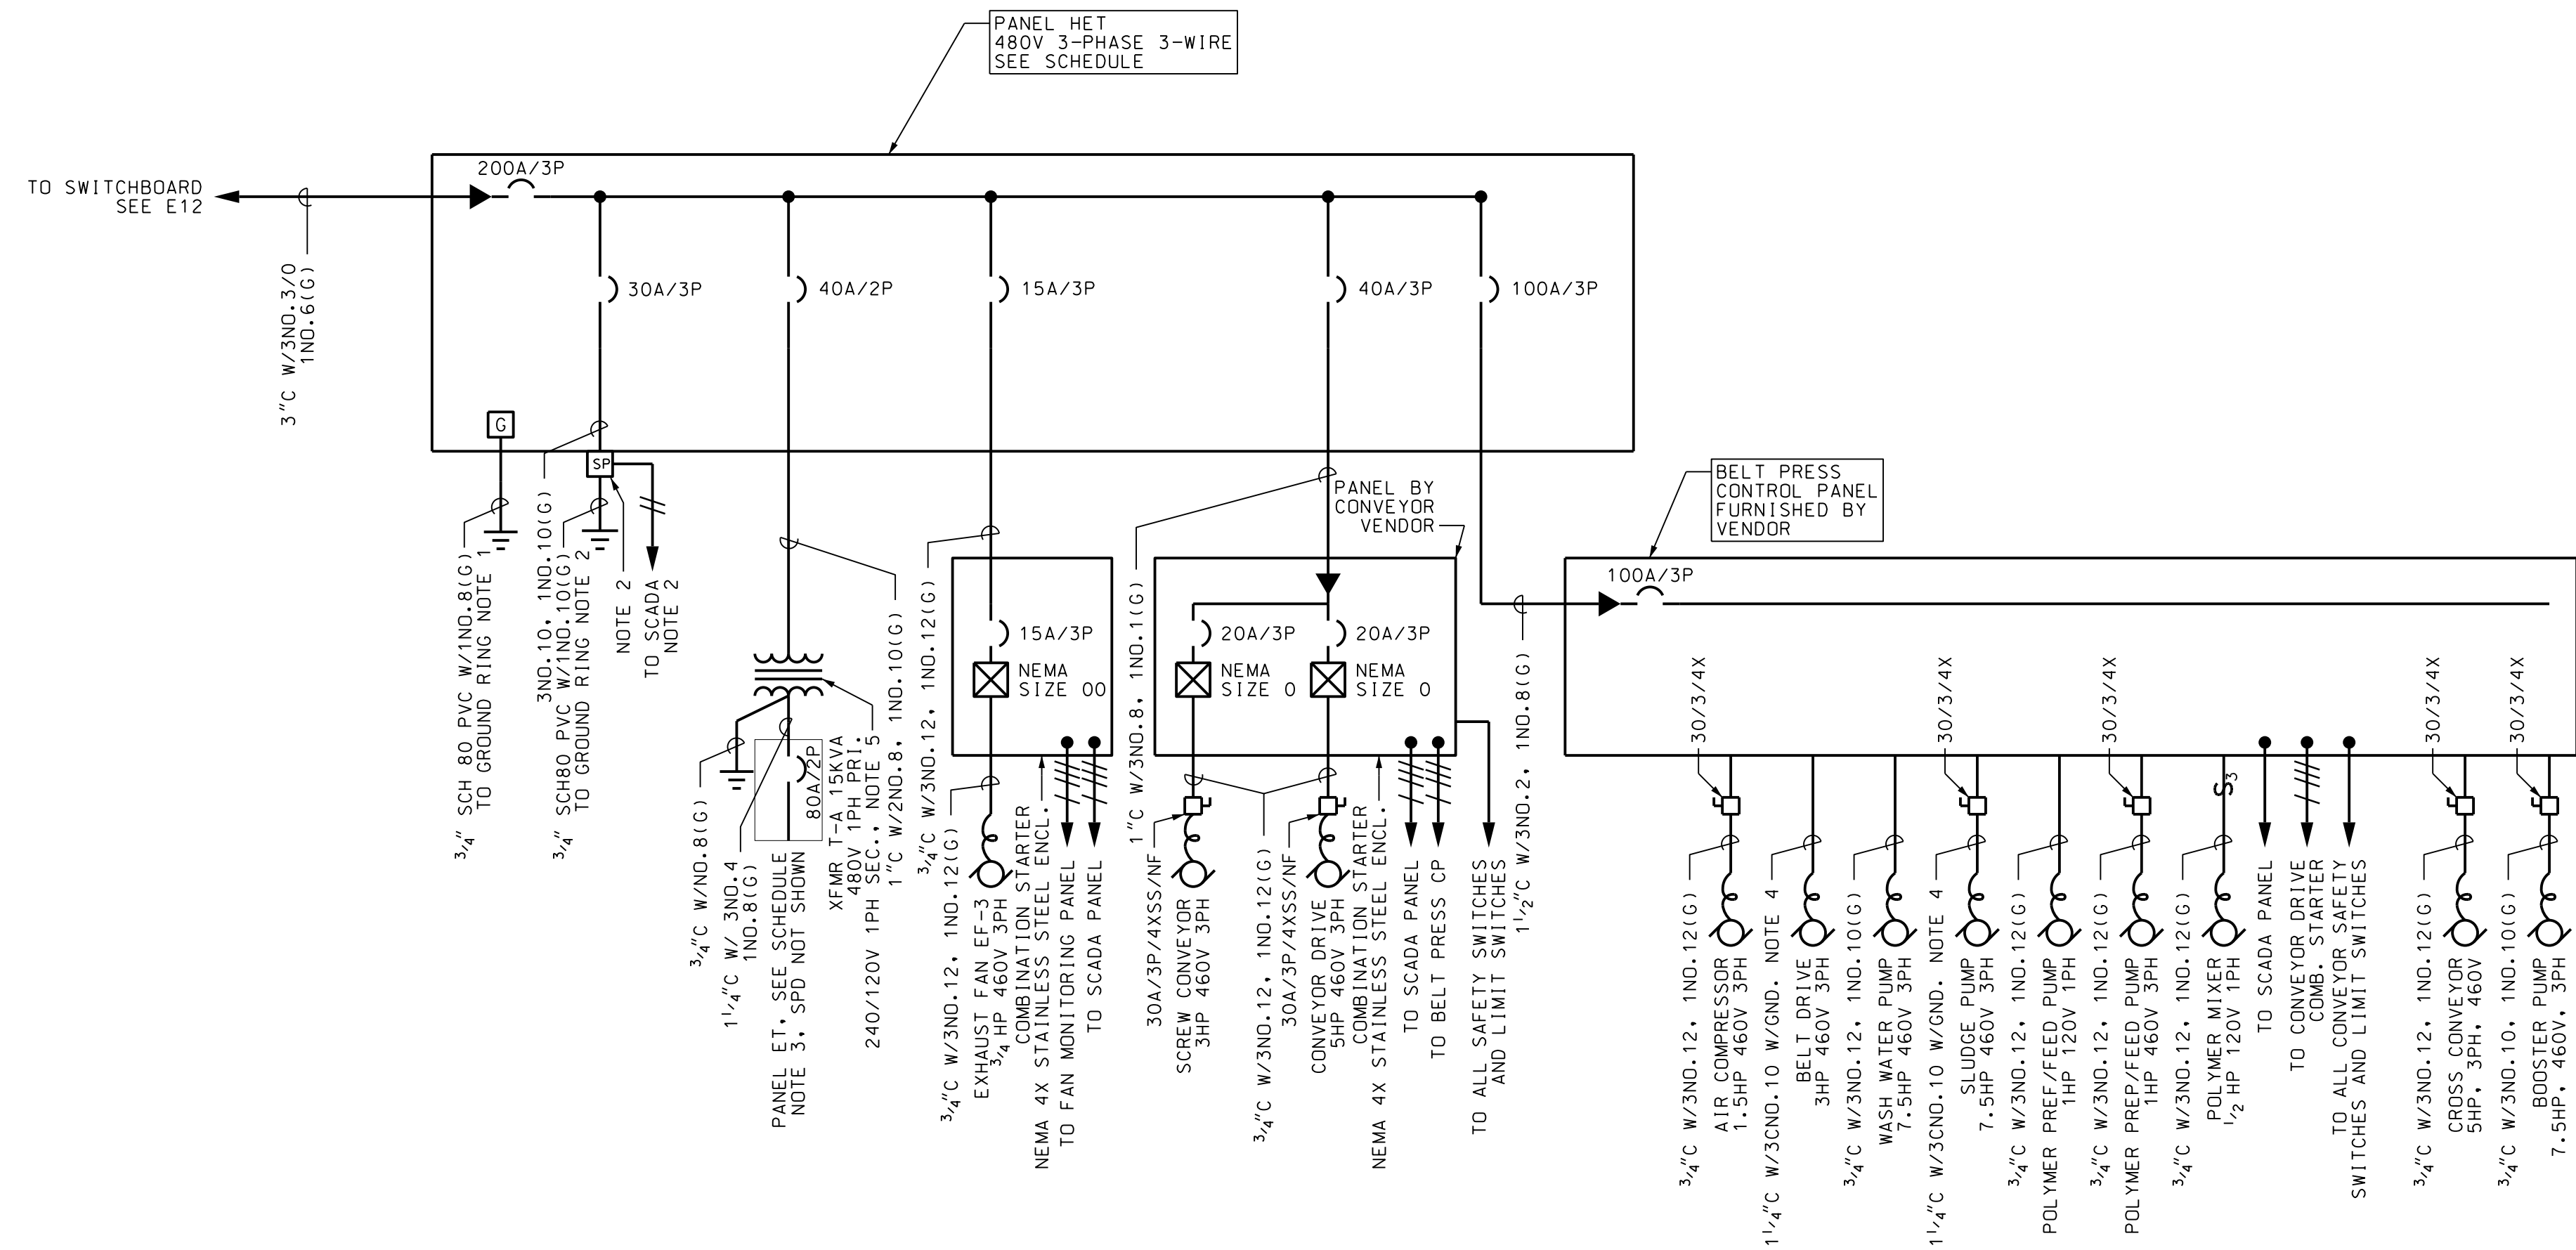 PANEL HET
480V 3-PHASE 3-WIRE
SEE SCHEDULE
TO SWITCHBOARD
SEE E12
200A/3P
3"C W/3NO.3/0
1NO.6(G)
30A/3P
40A/2P
15A/3P
40A/3P
100A/3P
G
SP
3/4" SCH 80 PVC W/1NO.8(G)
TO GROUND RING NOTE 1
3NO.10, 1NO.10(G)
3/4" SCH80 PVC W/1NO.10(G)
TO GROUND RING NOTE 2
NOTE 2
TO SCADA
NOTE 2
3/4"C W/NO.8(G)
1 1/4"C W/ 3NO.4
1NO.8(G)
80A/2P
PANEL ET, SEE SCHEDULE
NOTE 3, SPD NOT SHOWN
XFMR T-A 15KVA
480V 1PH PRI.
240/120V 1PH SEC., NOTE 5
1"C W/2NO.8, 1NO.10(G)
3/4"C W/3NO.12, 1NO.12(G)
15A/3P
NEMA
SIZE 00
3/4"C W/3NO.12, 1NO.12(G)
EXHAUST FAN EF-3
3/4 HP 460V 3PH
COMBINATION STARTER
NEMA 4X STAINLESS STEEL ENCL.
TO FAN MONITORING PANEL
TO SCADA PANEL
1"C W/3NO.8, 1NO.1(G)
PANEL BY
CONVEYOR
VENDOR
20A/3P
NEMA
SIZE 0
20A/3P
NEMA
SIZE 0
30A/3P/4XSS/NF
SCREW CONVEYOR
3HP 460V 3PH
3/4"C W/3NO.12, 1NO.12(G)
30A/3P/4XSS/NF
CONVEYOR DRIVE
5HP 460V 3PH
COMBINATION STARTER
NEMA 4X STAINLESS STEEL ENCL.
TO SCADA PANEL
TO BELT PRESS CP
TO ALL SAFETY SWITCHES
AND LIMIT SWITCHES
1 1/2"C W/3NO.2, 1NO.8(G)
BELT PRESS
CONTROL PANEL
FURNISHED BY
VENDOR
100A/3P
30/3/4X
30/3/4X
30/3/4X
30/3/4X
30/3/4X
S3
3/4"C W/3NO.12, 1NO.12(G)
AIR COMPRESSOR
1.5HP 460V 3PH
1 1/4"C W/3CNO.10 W/GND. NOTE 4
BELT DRIVE
3HP 460V 3PH
3/4"C W/3NO.12, 1NO.10(G)
WASH WATER PUMP
7.5HP 460V 3PH
1 1/4"C W/3CNO.10 W/GND. NOTE 4
SLUDGE PUMP
7.5HP 460V 3PH
3/4"C W/3NO.12, 1NO.12(G)
POLYMER PREP/FEED PUMP
1HP 120V 1PH
3/4"C W/3NO.12, 1NO.12(G)
POLYMER PREP/FEED PUMP
1HP 460V 3PH
3/4"C W/3NO.12, 1NO.12(G)
POLYMER MIXER
1/2 HP 120V 1PH
TO SCADA PANEL
TO CONVEYOR DRIVE
COMB. STARTER
TO ALL CONVEYOR SAFETY
SWITCHES AND LIMIT SWITCHES
3/4"C W/3NO.12, 1NO.12(G)
CROSS CONVEYOR
5HP, 3PH, 460V
3/4"C W/3NO.10, 1NO.10(G)
BOOSTER PUMP
7.5HP, 460V, 3PH